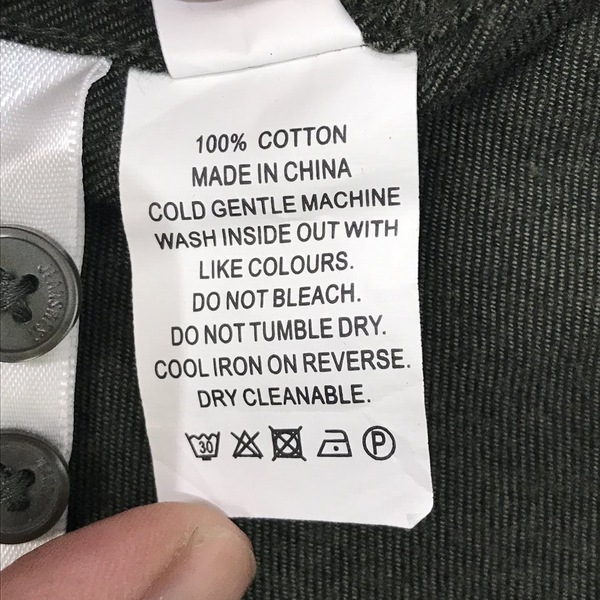 100% COTTON
MADE IN CHINA
COLD GENTLE MACHINE
WASH INSIDE OUT WITH
LIKE COLOURS.
DO NOT BLEACH.
DO NOT TUMBLE DRY.
COOL IRON ON REVERSE.
DRY CLEANABLE.
30 P